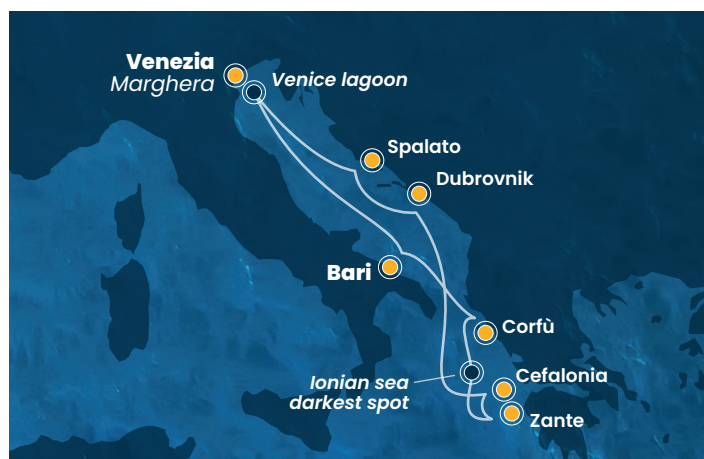 Venezia
Marghera
Venice lagoon
Spalato
Dubrovnik
Bari
Corfù
Ionian sea
darkest spot
Cefalonia
Zante